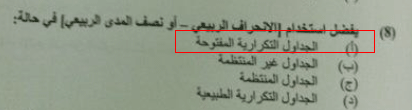 (8) يفضل استخدام [الانحراف الربيعي – أو نصف المدى الربيعي] في حالة:
(أ) الجداول التكرارية المفتوحة
(ب) الجداول غير المنتظمة
(ج) الجداول المنتظمة
(د) الجداول التكرارية الطبيعية